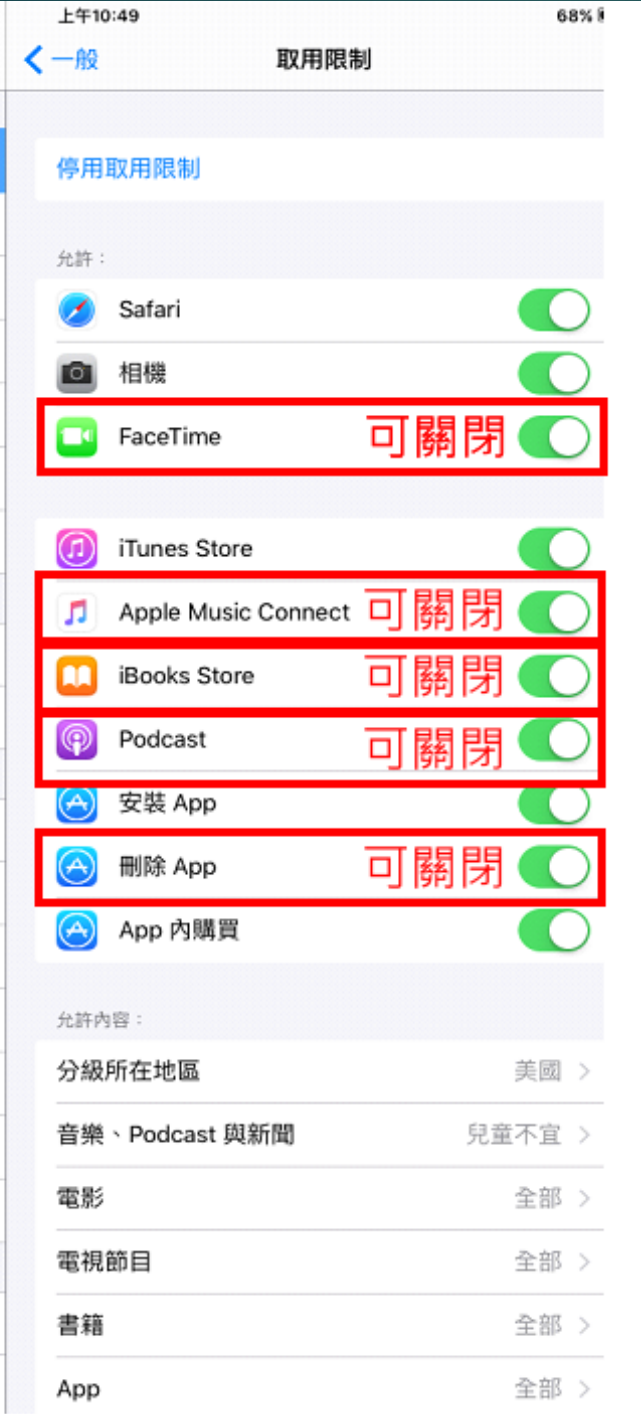 上午10:49 68%
一般 取用限制
停用取用限制
允許：
Safari
相機
FaceTime 可關閉
iTunes Store
Apple Music Connect 可關閉
iBooks Store 可關閉
Podcast 可關閉
安裝 App
刪除 App 可關閉
App 內購買
允許內容：
分級所在地區 美國
音樂、Podcast 與新聞 兒童不宜
電影 全部
電視節目 全部
書籍 全部
App 全部